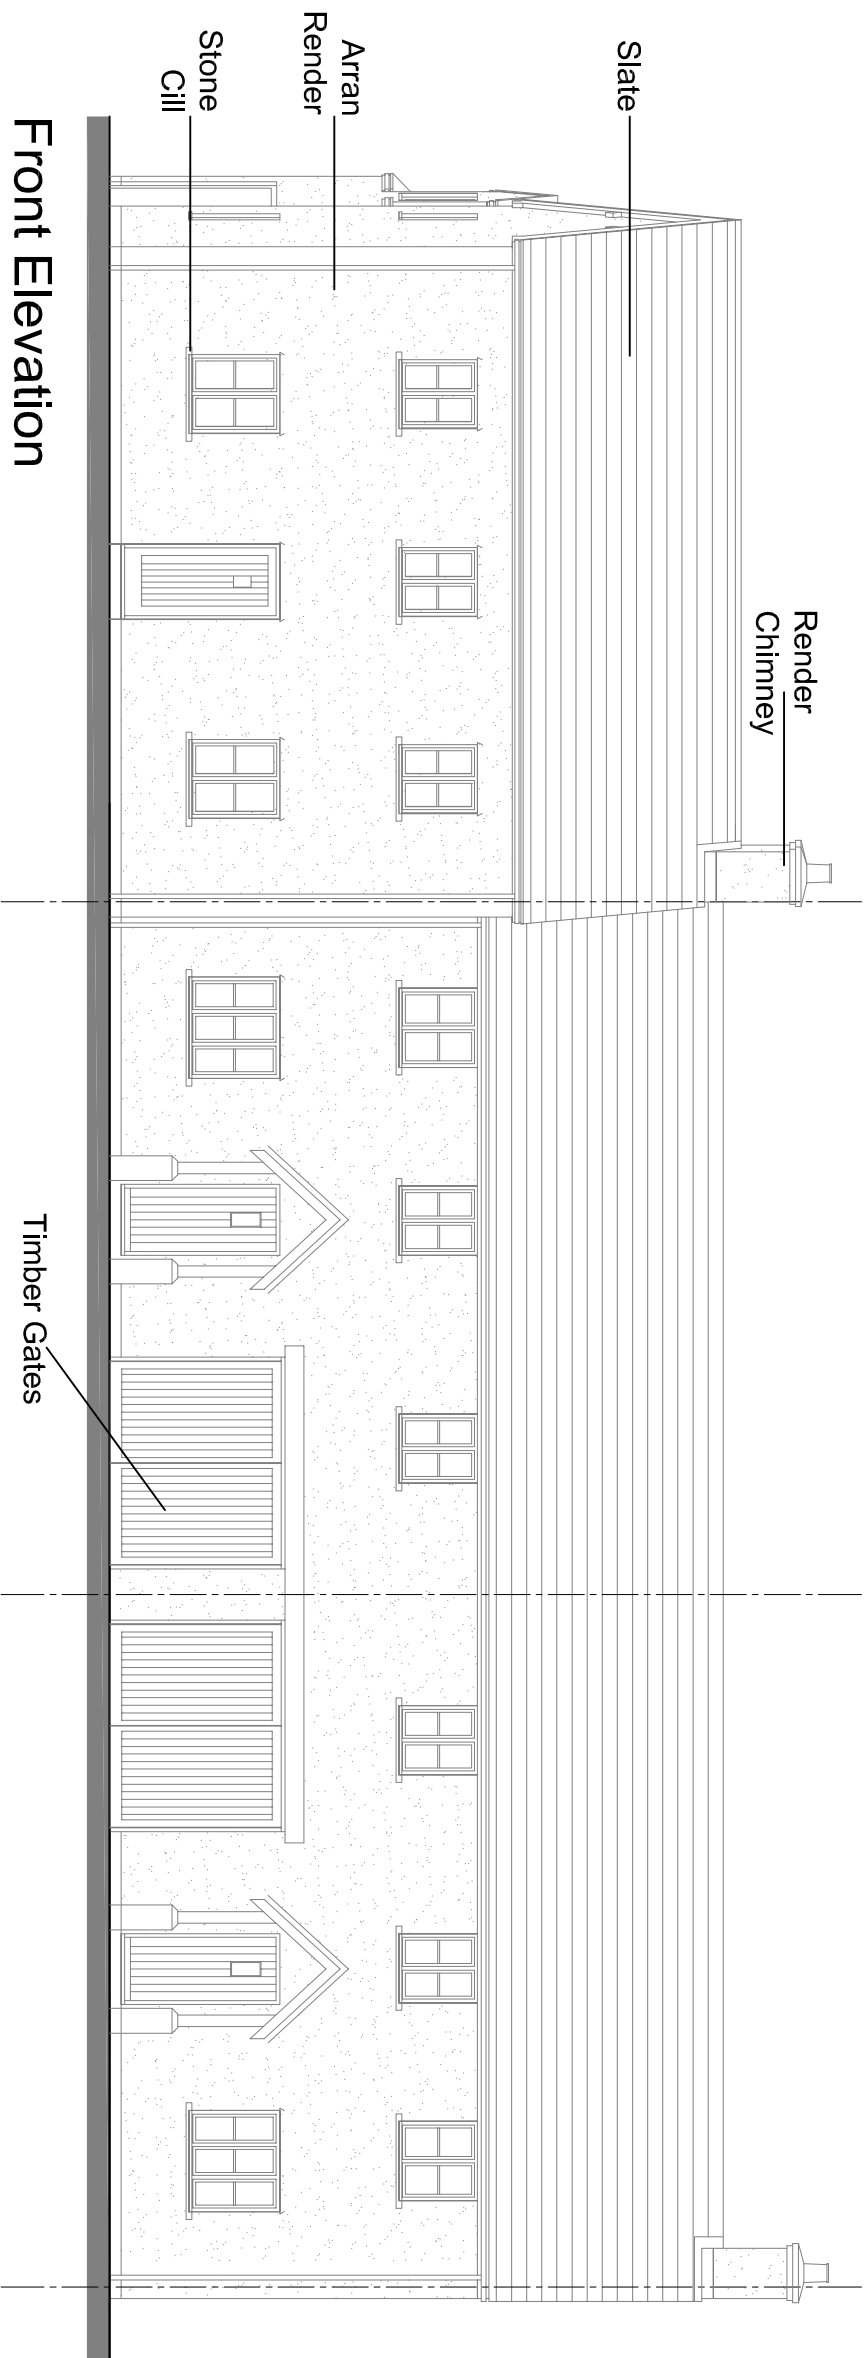 Render
Chimney
Slate
Arran
Render
Stone
Cill
Timber Gates
Front Elevation